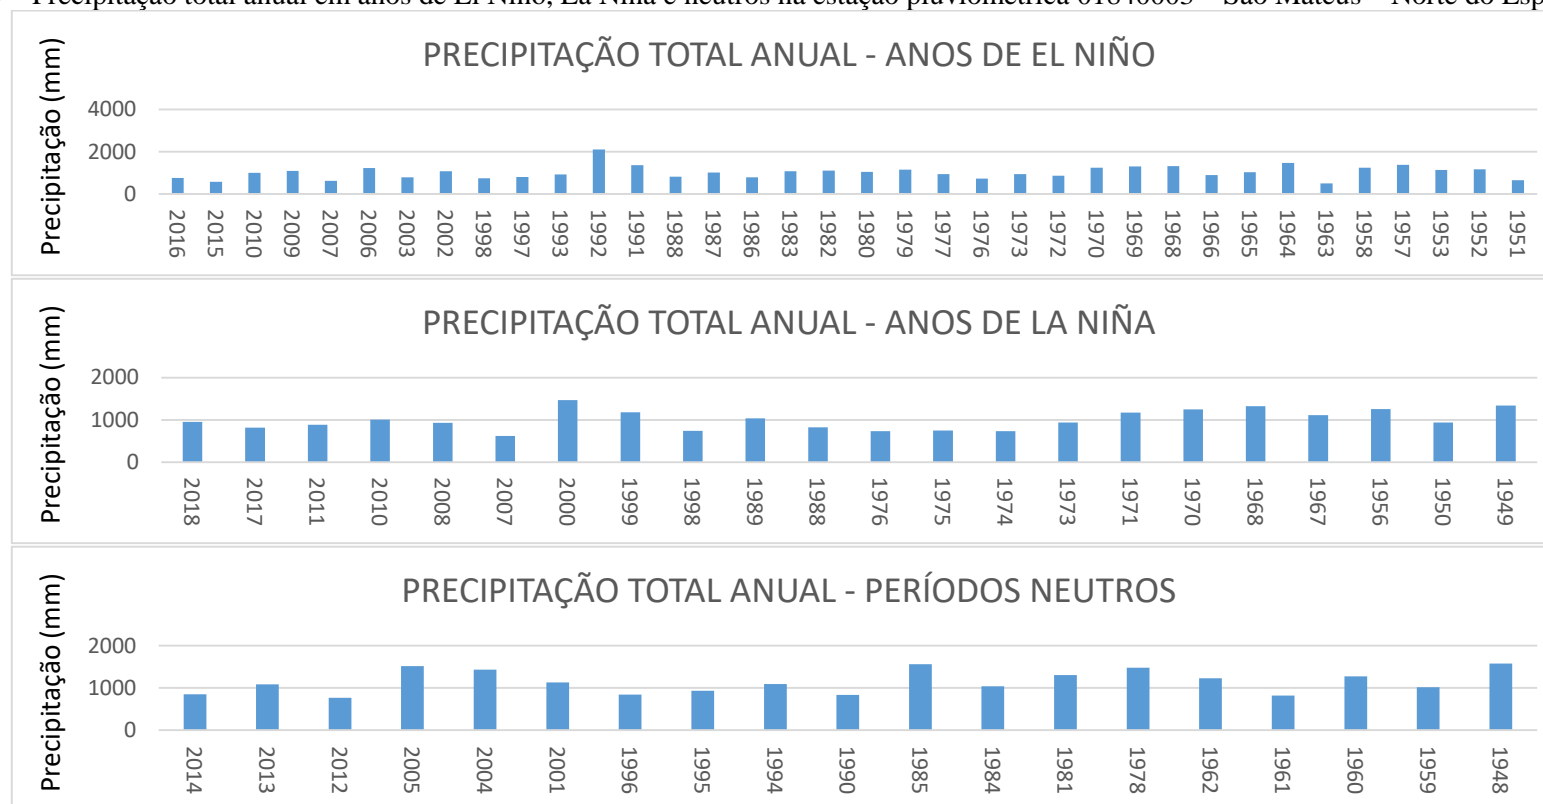 Precipitação total anual em anos de El Niño, La Niña e neutros na estação pluviométrica 01840003 – São Mateus – Norte do Esp
PRECIPITAÇÃO TOTAL ANUAL - ANOS DE EL NIÑO
Precipitação (mm)
4000
2000
0
2016 2015 2010 2009 2007 2006 2003 2002 1998 1997 1993 1992 1991 1988 1987 1986 1983 1982 1980 1979 1977 1976 1973 1972 1970 1969 1968 1966 1965 1964 1963 1958 1957 1953 1952 1951
PRECIPITAÇÃO TOTAL ANUAL - ANOS DE LA NIÑA
Precipitação (mm)
2000
1000
0
2018 2017 2011 2010 2008 2007 2000 1999 1998 1989 1988 1976 1975 1974 1973 1971 1970 1968 1967 1956 1950 1949
PRECIPITAÇÃO TOTAL ANUAL - PERÍODOS NEUTROS
Precipitação (mm)
2000
1000
0
2014 2013 2012 2005 2004 2001 1996 1995 1994 1990 1985 1984 1981 1978 1962 1961 1960 1959 1948